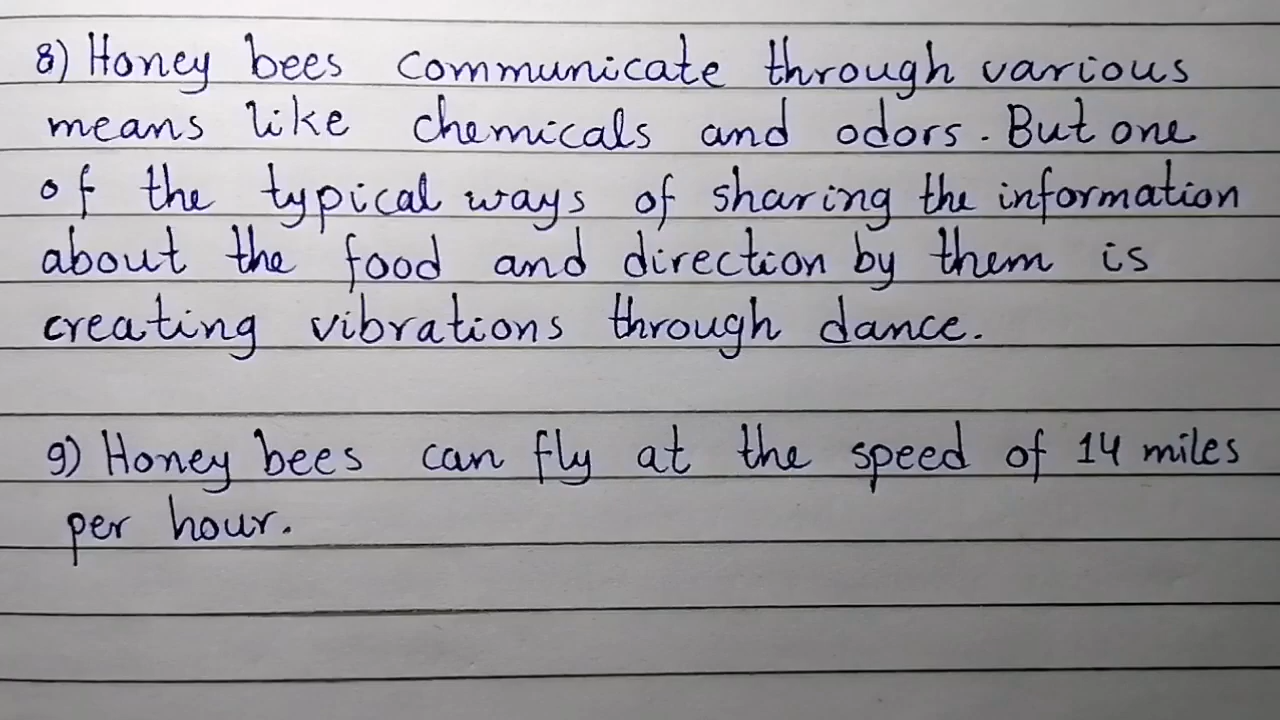 8) Honey bees communicate through various
means like chemicals and odors. But one
of the typical ways of sharing the information
about the food and direction by them is
creating vibrations through dance.
9) Honey bees can fly at the speed of 14 miles
per hour.